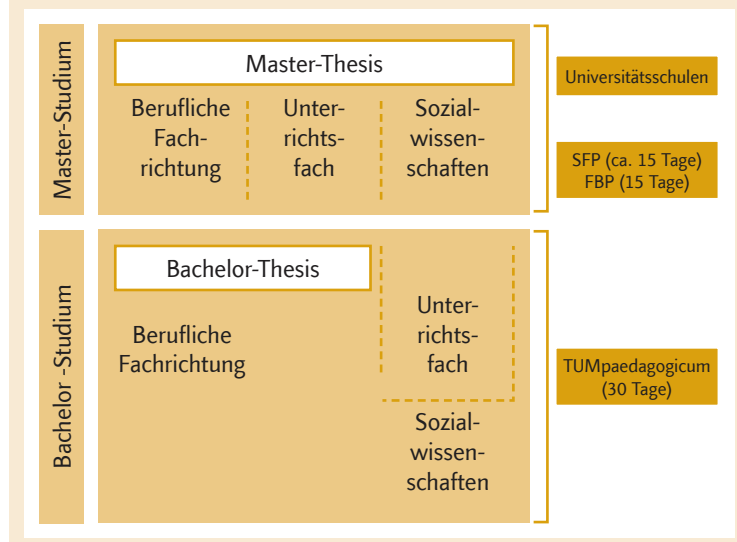 Master-Studium
Master-Thesis
Berufliche
Fach-
richtung
Unter-
richts-
fach
Sozial-
wissen-
schaften
Universitätsschulen
SFP (ca. 15 Tage)
FBP (15 Tage)
Bachelor -Studium
Bachelor-Thesis
Berufliche
Fachrichtung
Unter-
richts-
fach
Sozial-
wissen-
schaften
TUMpaedagogicum
(30 Tage)